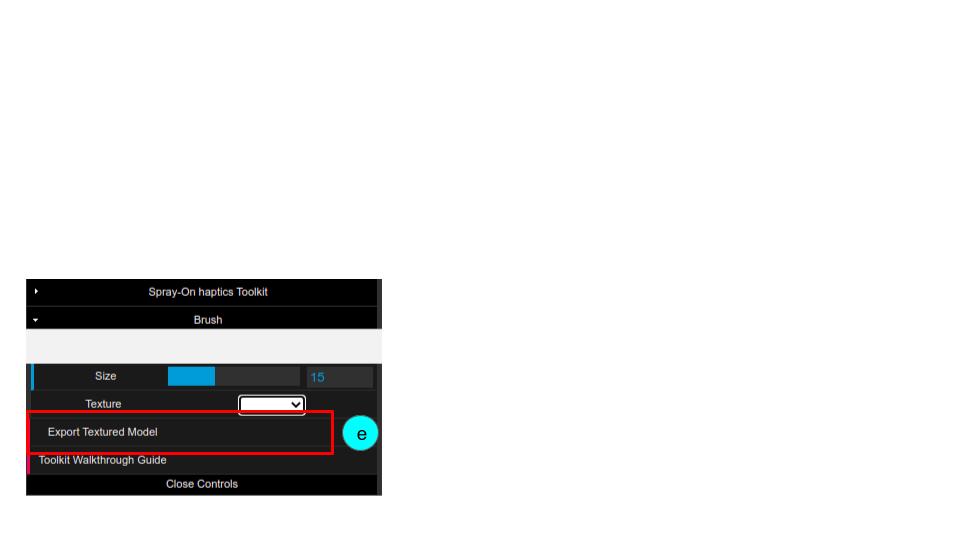 Spray-On haptics Toolkit
Brush
Size 15
Texture
Export Textured Model
e
Toolkit Walkthrough Guide
Close Controls